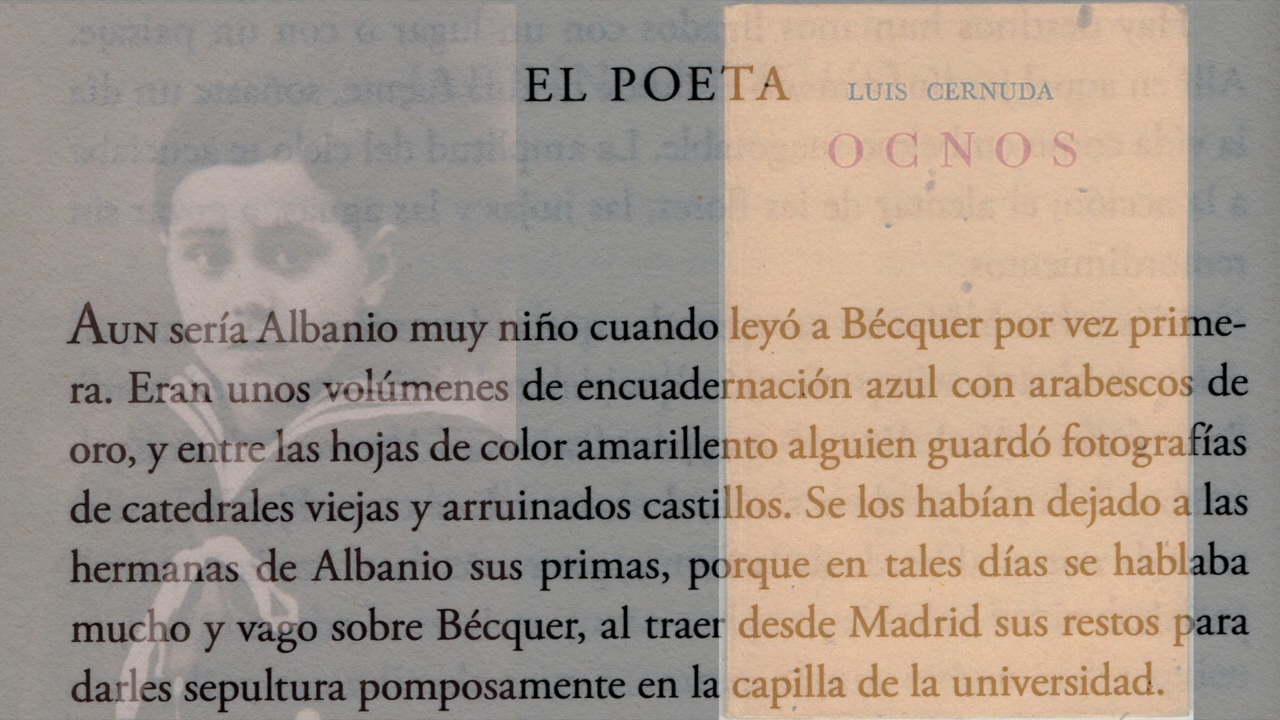 EL POETA
LUIS CERNUDA
OCNOS
AUN sería Albanio muy niño cuando leyó a Bécquer por vez prime-
ra. Eran unos volúmenes de encuadernación azul con arabescos de
oro, y entre las hojas de color amarillento alguien guardó fotografías
de catedrales viejas y arruinados castillos. Se los habían dejado a las
hermanas de Albanio sus primas, porque en tales días se hablaba
mucho y vago sobre Bécquer, al traer desde Madrid sus restos para
darles sepultura pomposamente en la capilla de la universidad.